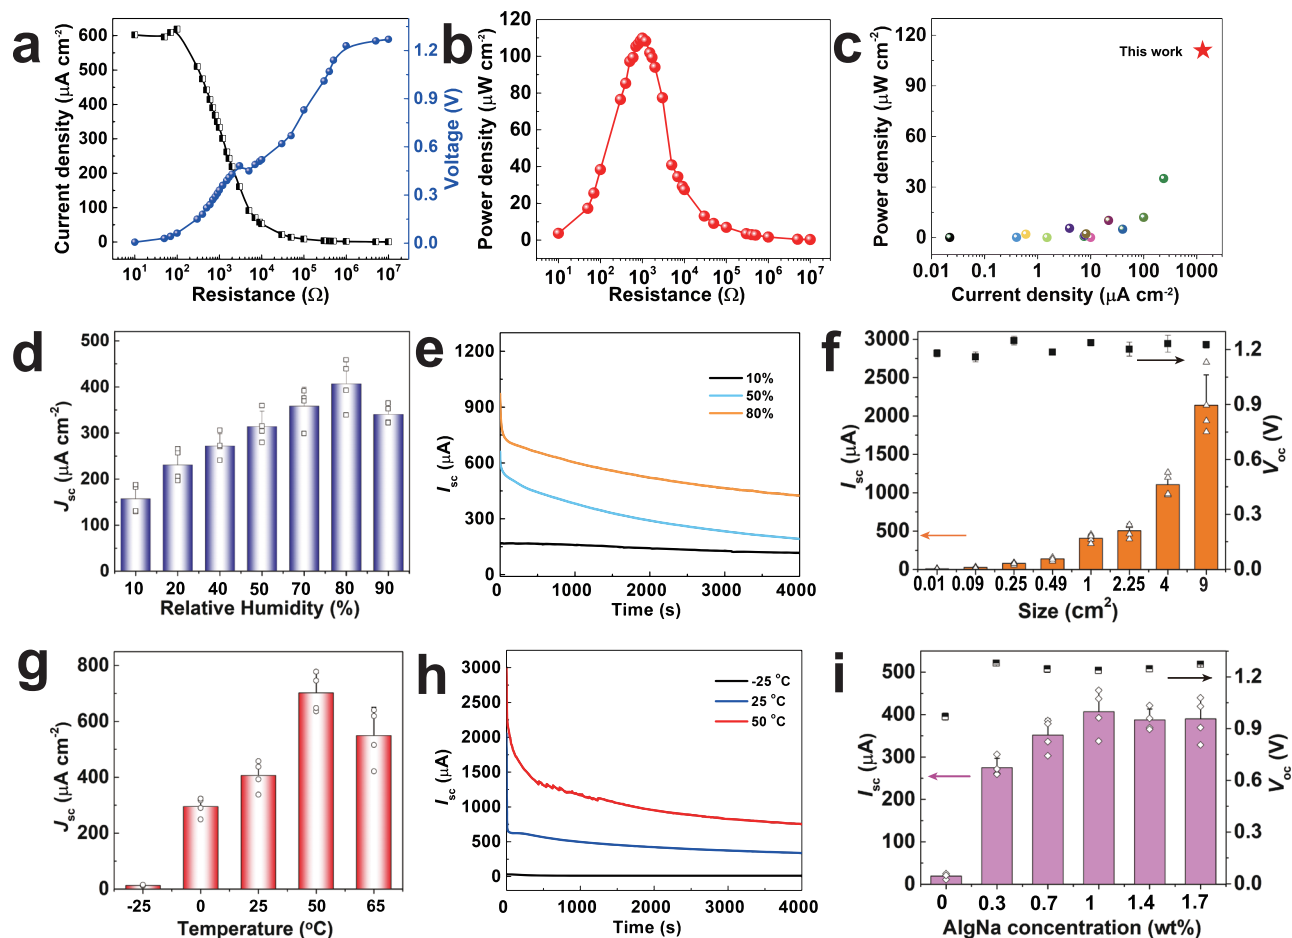 a
Current density (μA cm⁻²)
600
500
400
300
200
100
0
1.2
0.9
0.6
0.3
0.0
Voltage (V)
10¹ 10² 10³ 10⁴ 10⁵ 10⁶ 10⁷
Resistance (Ω)
b
Power density (μW cm⁻²)
120
100
80
60
40
20
0
10¹ 10² 10³ 10⁴ 10⁵ 10⁶ 10⁷
Resistance (Ω)
c
Power density (μW cm⁻²)
120
90
60
30
0
This work
0.01 0.1 1 10 100 1000
Current density (μA cm⁻²)
d
Jsc (μA cm⁻²)
500
400
300
200
100
0
10 20 40 50 70 80 90
Relative Humidity (%)
e
Isc (μA)
1200
900
600
300
0
10%
50%
80%
0 1000 2000 3000 4000
Time (s)
f
Isc (μA)
3000
2750
2500
2000
1500
1000
500
0
1.2
0.9
0.6
0.3
0.0
Voc (V)
0.01 0.09 0.25 0.49 1 2.25 4 9
Size (cm²)
g
Jsc (μA cm⁻²)
800
600
400
200
0
-25 0 25 50 65
Temperature (°C)
h
Isc (μA)
3000
2500
2000
1500
1000
500
0
-25 °C
25 °C
50 °C
0 1000 2000 3000 4000
Time (s)
i
Isc (μA)
500
400
300
200
100
0
1.2
0.9
0.6
0.3
0.0
Voc (V)
0 0.3 0.7 1 1.4 1.7
AlgNa concentration (wt%)